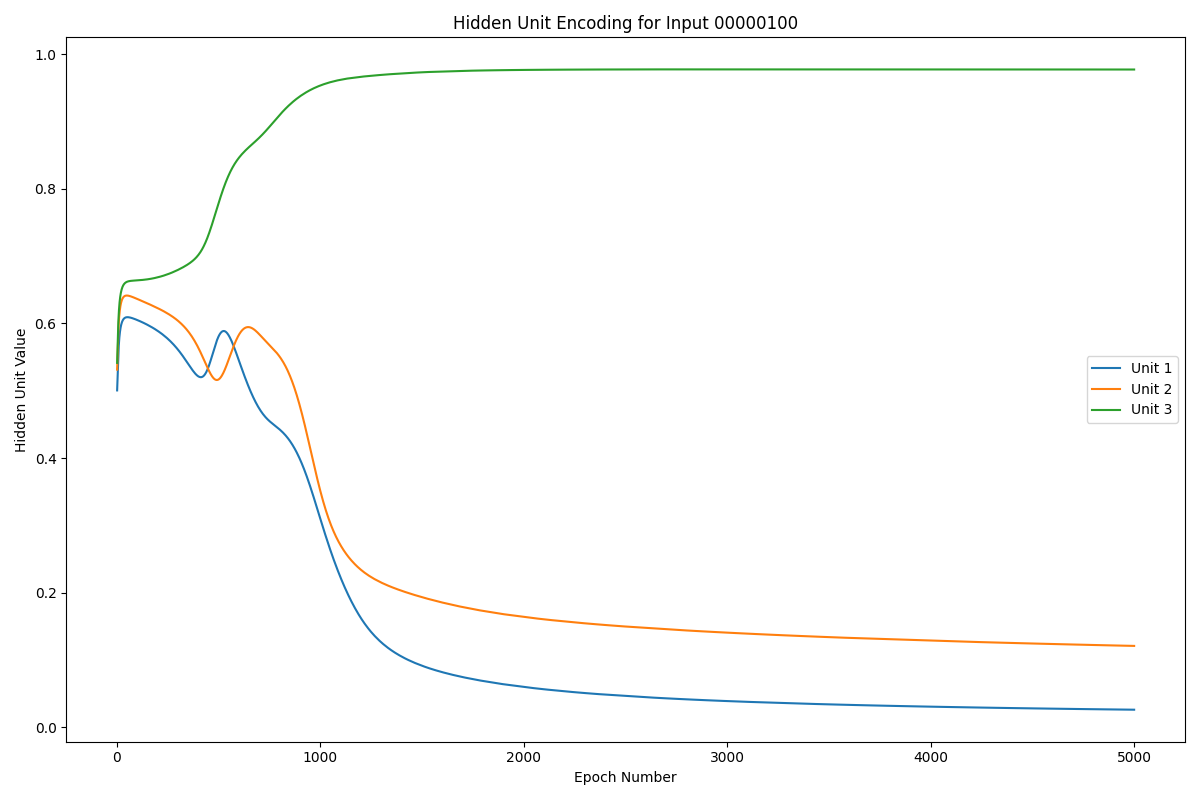 Hidden Unit Encoding for Input 00000100
1.0
0.8
0.6
0.4
0.2
0.0
Hidden Unit Value
Unit 1
Unit 2
Unit 3
0 1000 2000 3000 4000 5000
Epoch Number